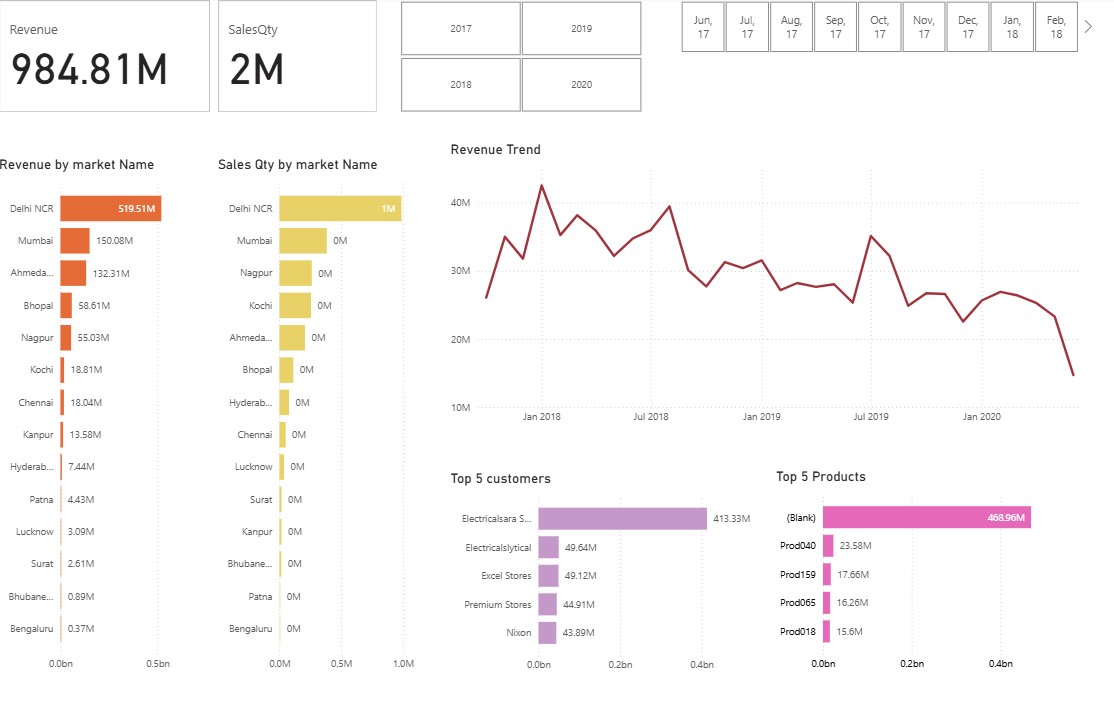 Revenue
984.81M
SalesQty
2M
2017
2019
2018
2020
Jun, 17
Jul, 17
Aug, 17
Sep, 17
Oct, 17
Nov, 17
Dec, 17
Jan, 18
Feb, 18
Revenue by market Name
Delhi NCR 519.51M
Mumbai 150.08M
Ahmeda... 132.31M
Bhopal 58.61M
Nagpur 55.03M
Kochi 18.81M
Chennai 18.04M
Kanpur 13.58M
Hyderab... 7.44M
Patna 4.43M
Lucknow 3.09M
Surat 2.61M
Bhubane... 0.89M
Bengaluru 0.37M
0.0bn 0.5bn
Sales Qty by market Name
Delhi NCR 1M
Mumbai 0M
Nagpur 0M
Kochi 0M
Ahmeda... 0M
Bhopal 0M
Hyderab... 0M
Chennai 0M
Lucknow 0M
Surat 0M
Kanpur 0M
Bhubane... 0M
Patna 0M
Bengaluru 0M
0.0M 0.5M 1.0M
Revenue Trend
40M
30M
20M
10M
Jan 2018 Jul 2018 Jan 2019 Jul 2019 Jan 2020
Top 5 customers
Electricalsara S... 413.33M
Electricalslytical 49.64M
Excel Stores 49.12M
Premium Stores 44.91M
Nixon 43.89M
0.0bn 0.2bn 0.4bn
Top 5 Products
(Blank) 468.96M
Prod040 23.58M
Prod159 17.66M
Prod065 16.26M
Prod018 15.6M
0.0bn 0.2bn 0.4bn